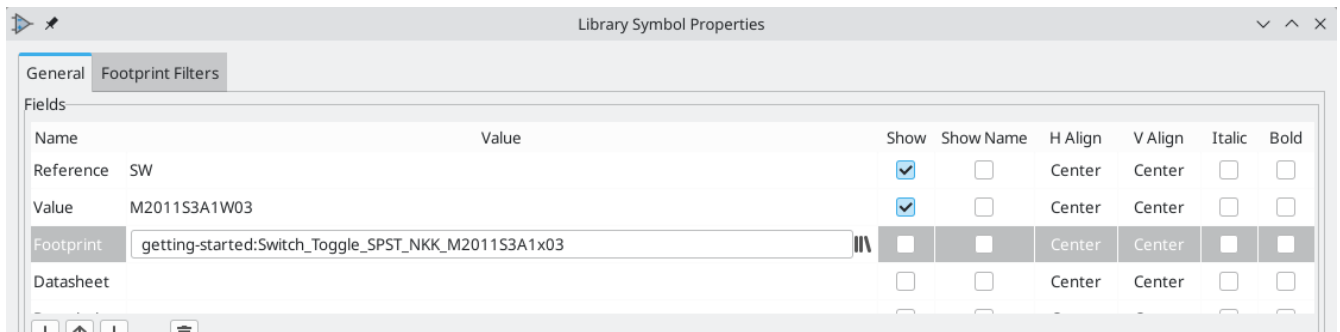 Library Symbol Properties
General Footprint Filters
Fields
Name Value Show Show Name H Align V Align Italic Bold
Reference SW Center Center
Value M2011S3A1W03 Center Center
Footprint getting-started:Switch_Toggle_SPST_NKK_M2011S3A1x03 Center Center
Datasheet Center Center